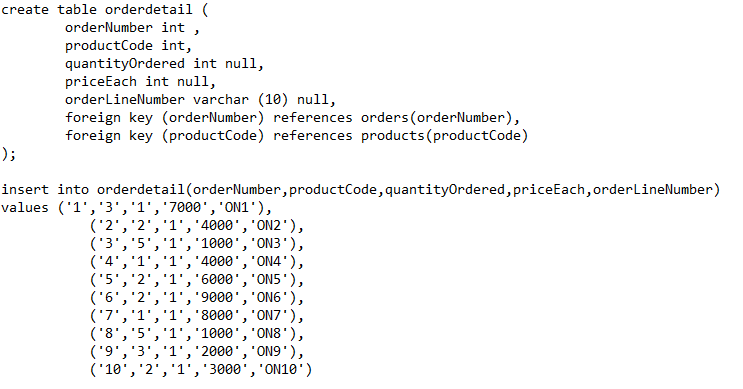 create table orderdetail (
orderNumber int ,
productCode int,
quantityOrdered int null,
priceEach int null,
orderLineNumber varchar (10) null,
foreign key (orderNumber) references orders(orderNumber),
foreign key (productCode) references products(productCode)
);
insert into orderdetail(orderNumber,productCode,quantityOrdered,priceEach,orderLineNumber)
values ('1','3','1','7000','ON1'),
('2','2','1','4000','ON2'),
('3','5','1','1000','ON3'),
('4','1','1','4000','ON4'),
('5','2','1','6000','ON5'),
('6','2','1','9000','ON6'),
('7','1','1','8000','ON7'),
('8','5','1','1000','ON8'),
('9','3','1','2000','ON9'),
('10','2','1','3000','ON10')